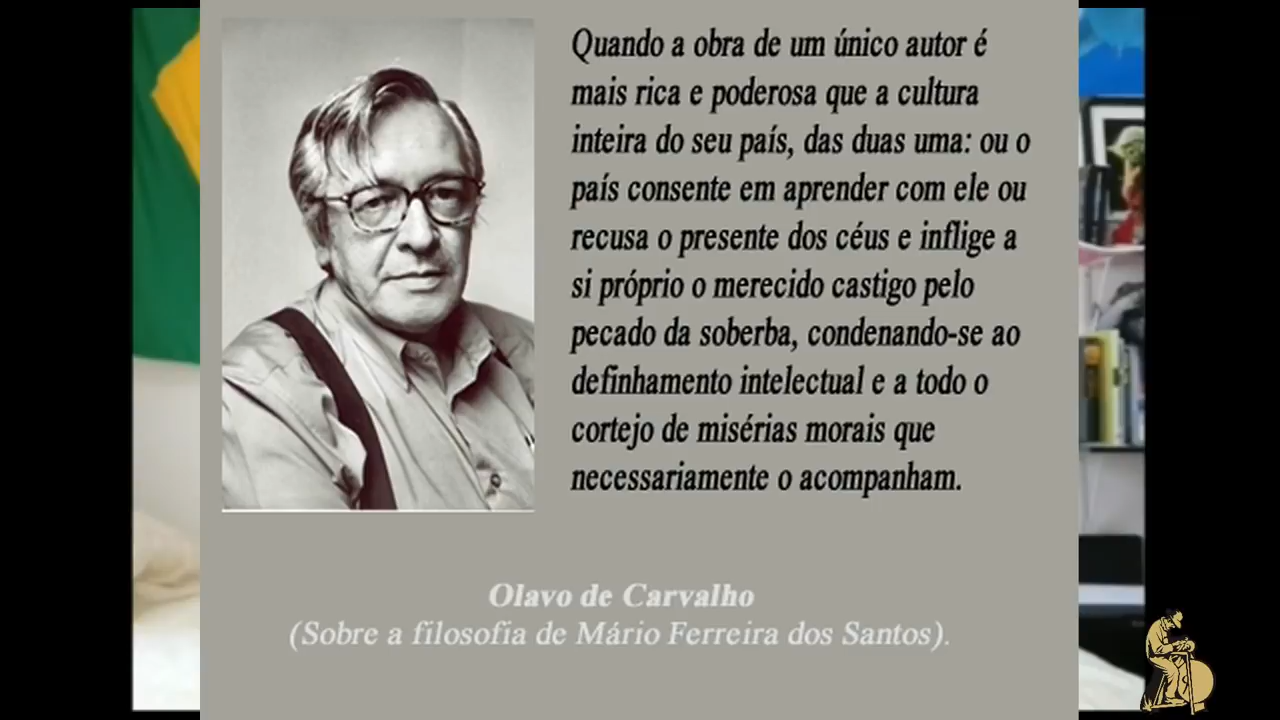 Quando a obra de um único autor é
mais rica e poderosa que a cultura
inteira do seu país, das duas uma: ou o
país consente em aprender com ele ou
recusa o presente dos céus e inflige a
si próprio o merecido castigo pelo
pecado da soberba, condenando-se ao
definhamento intelectual e a todo o
cortejo de misérias morais que
necessariamente o acompanham.
Olavo de Carvalho
(Sobre a filosofia de Mário Ferreira dos Santos).